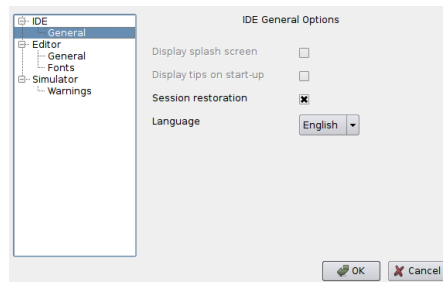 IDE
General
Editor
General
Fonts
Simulator
Warnings
IDE General Options
Display splash screen
Display tips on start-up
Session restoration
Language
English
OK
Cancel